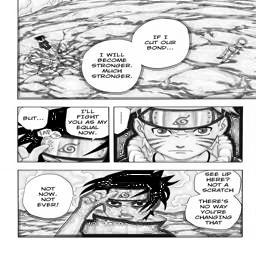 IF I
CUT OUR
BOND...
I WILL
BECOME
STRONGER.
MUCH
STRONGER.
I'LL
FIGHT
YOU AS MY
EQUAL
NOW.
BUT...
SEE UP
HERE?
NOT A
SCRATCH
THERE'S
NO WAY
YOU'RE
CHANGING
THAT
NOT
NOW.
NOT
EVER!